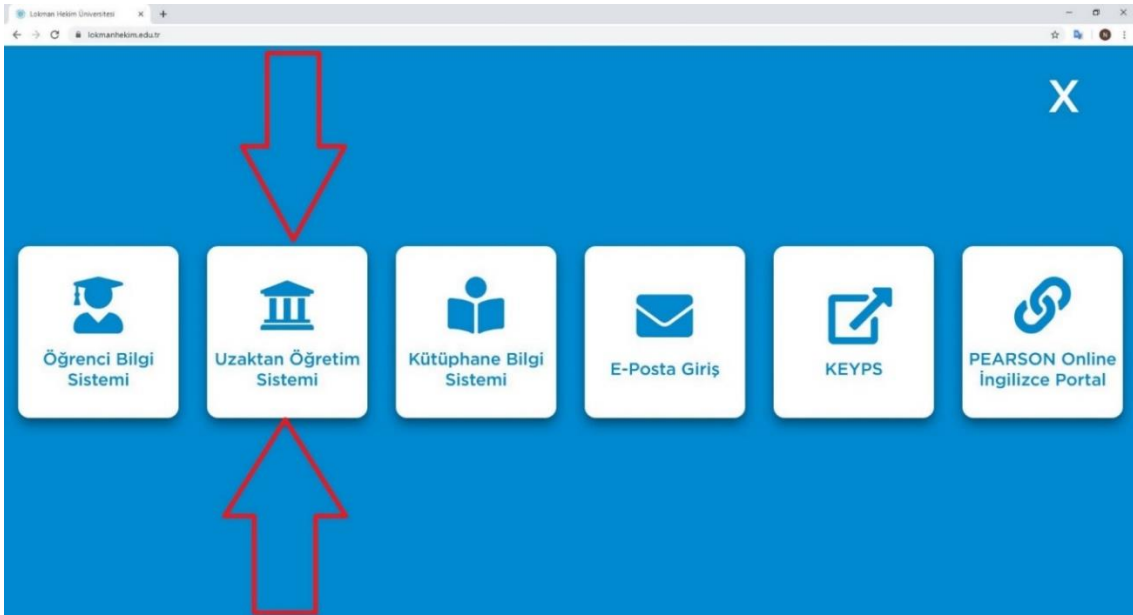 Lokman Hekim Üniversitesi
lokmanhekim.edu.tr
N
X
Öğrenci Bilgi
Sistemi
Uzaktan Öğretim
Sistemi
Kütüphane Bilgi
Sistemi
E-Posta Giriş
KEYPS
PEARSON Online
İngilizce Portal